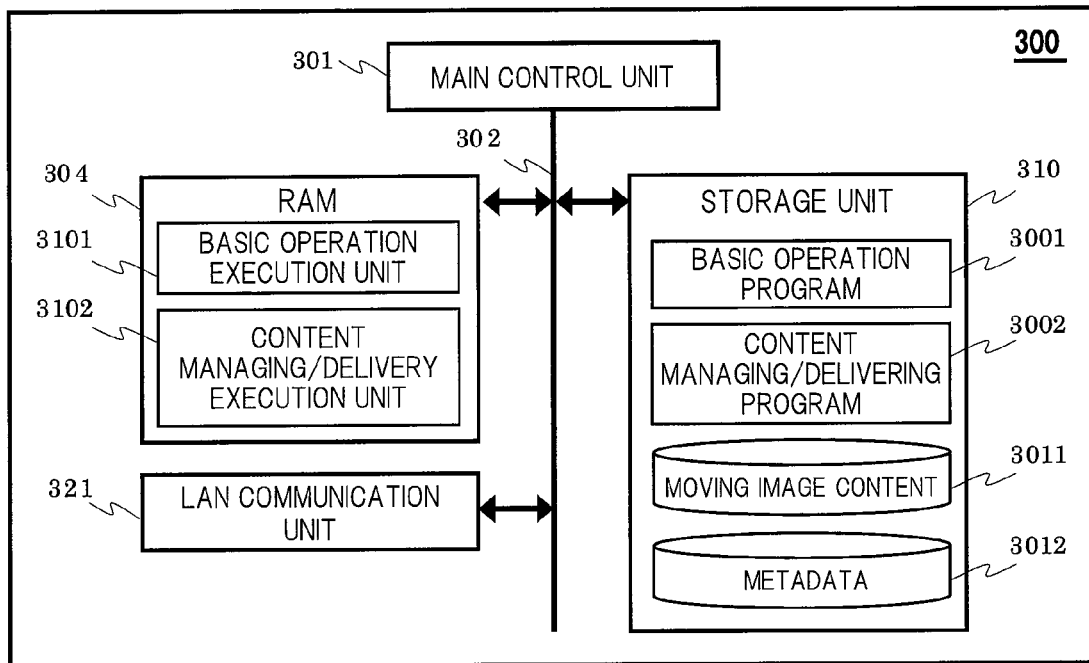 300
301
MAIN CONTROL UNIT
302
304
RAM
3101
BASIC OPERATION
EXECUTION UNIT
3102
CONTENT
MANAGING/DELIVERY
EXECUTION UNIT
321
LAN COMMUNICATION
UNIT
310
STORAGE UNIT
3001
BASIC OPERATION
PROGRAM
3002
CONTENT
MANAGING/DELIVERING
PROGRAM
3011
MOVING IMAGE CONTENT
3012
METADATA